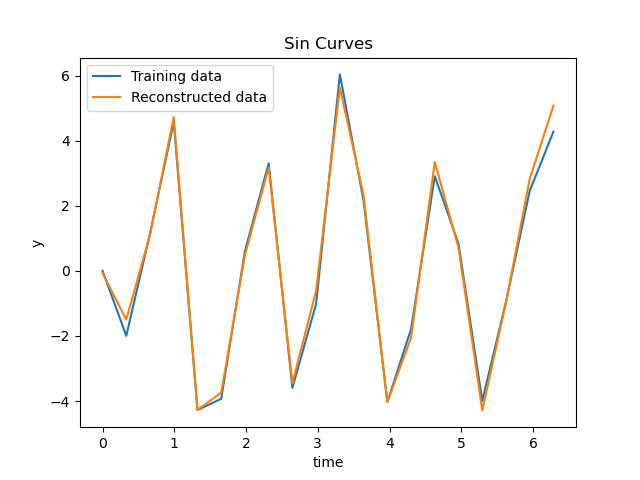 Sin Curves
Training data
Reconstructed data
6
4
2
0
−2
−4
y
0 1 2 3 4 5 6
time